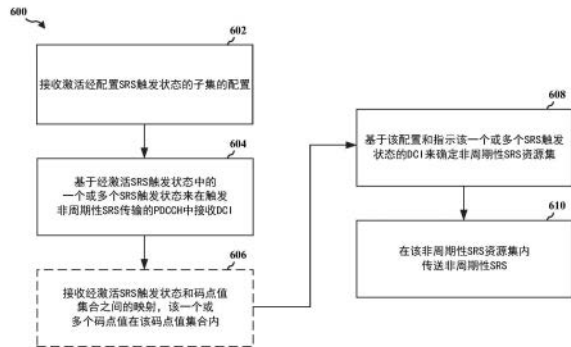 600
602
接收激活经配置SRS触发状态的子集的配置
604
基于经激活SRS触发状态中的
一个或多个SRS触发状态来在触发
非周期性SRS传输的PDCCH中接收DCI
606
接收经激活SRS触发状态和码点值
集合之间的映射，该一个或
多个码点值在该码点值集合内
608
基于该配置和指示该一个或多个SRS触发
状态的DCI来确定非周期性SRS资源集
610
在该非周期性SRS资源集内
传送非周期性SRS